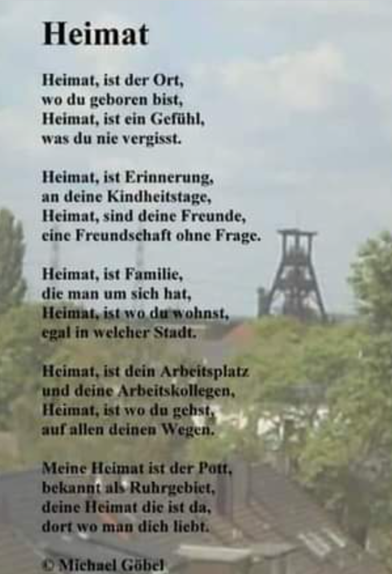 Heimat
Heimat, ist der Ort,
wo du geboren bist,
Heimat, ist ein Gefühl,
was du nie vergisst.
Heimat, ist Erinnerung,
an deine Kindheitstage,
Heimat, sind deine Freunde,
eine Freundschaft ohne Frage.
Heimat, ist Familie,
die man um sich hat,
Heimat, ist wo du wohnst,
egal in welcher Stadt.
Heimat, ist dein Arbeitsplatz
und deine Arbeitskollegen,
Heimat, ist wo du gehst,
auf allen deinen Wegen.
Meine Heimat ist der Pott,
bekannt als Ruhrgebiet,
deine Heimat die ist da,
dort wo man dich liebt.
© Michael Göbel